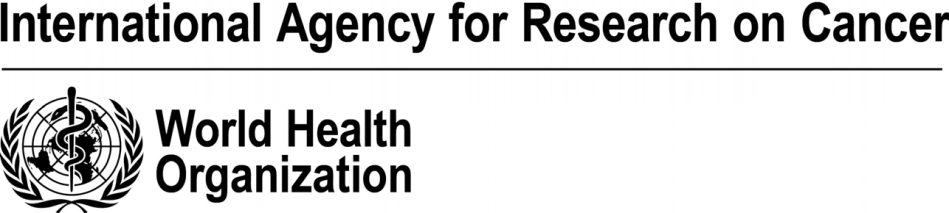 International Agency for Research on Cancer
World Health
Organization